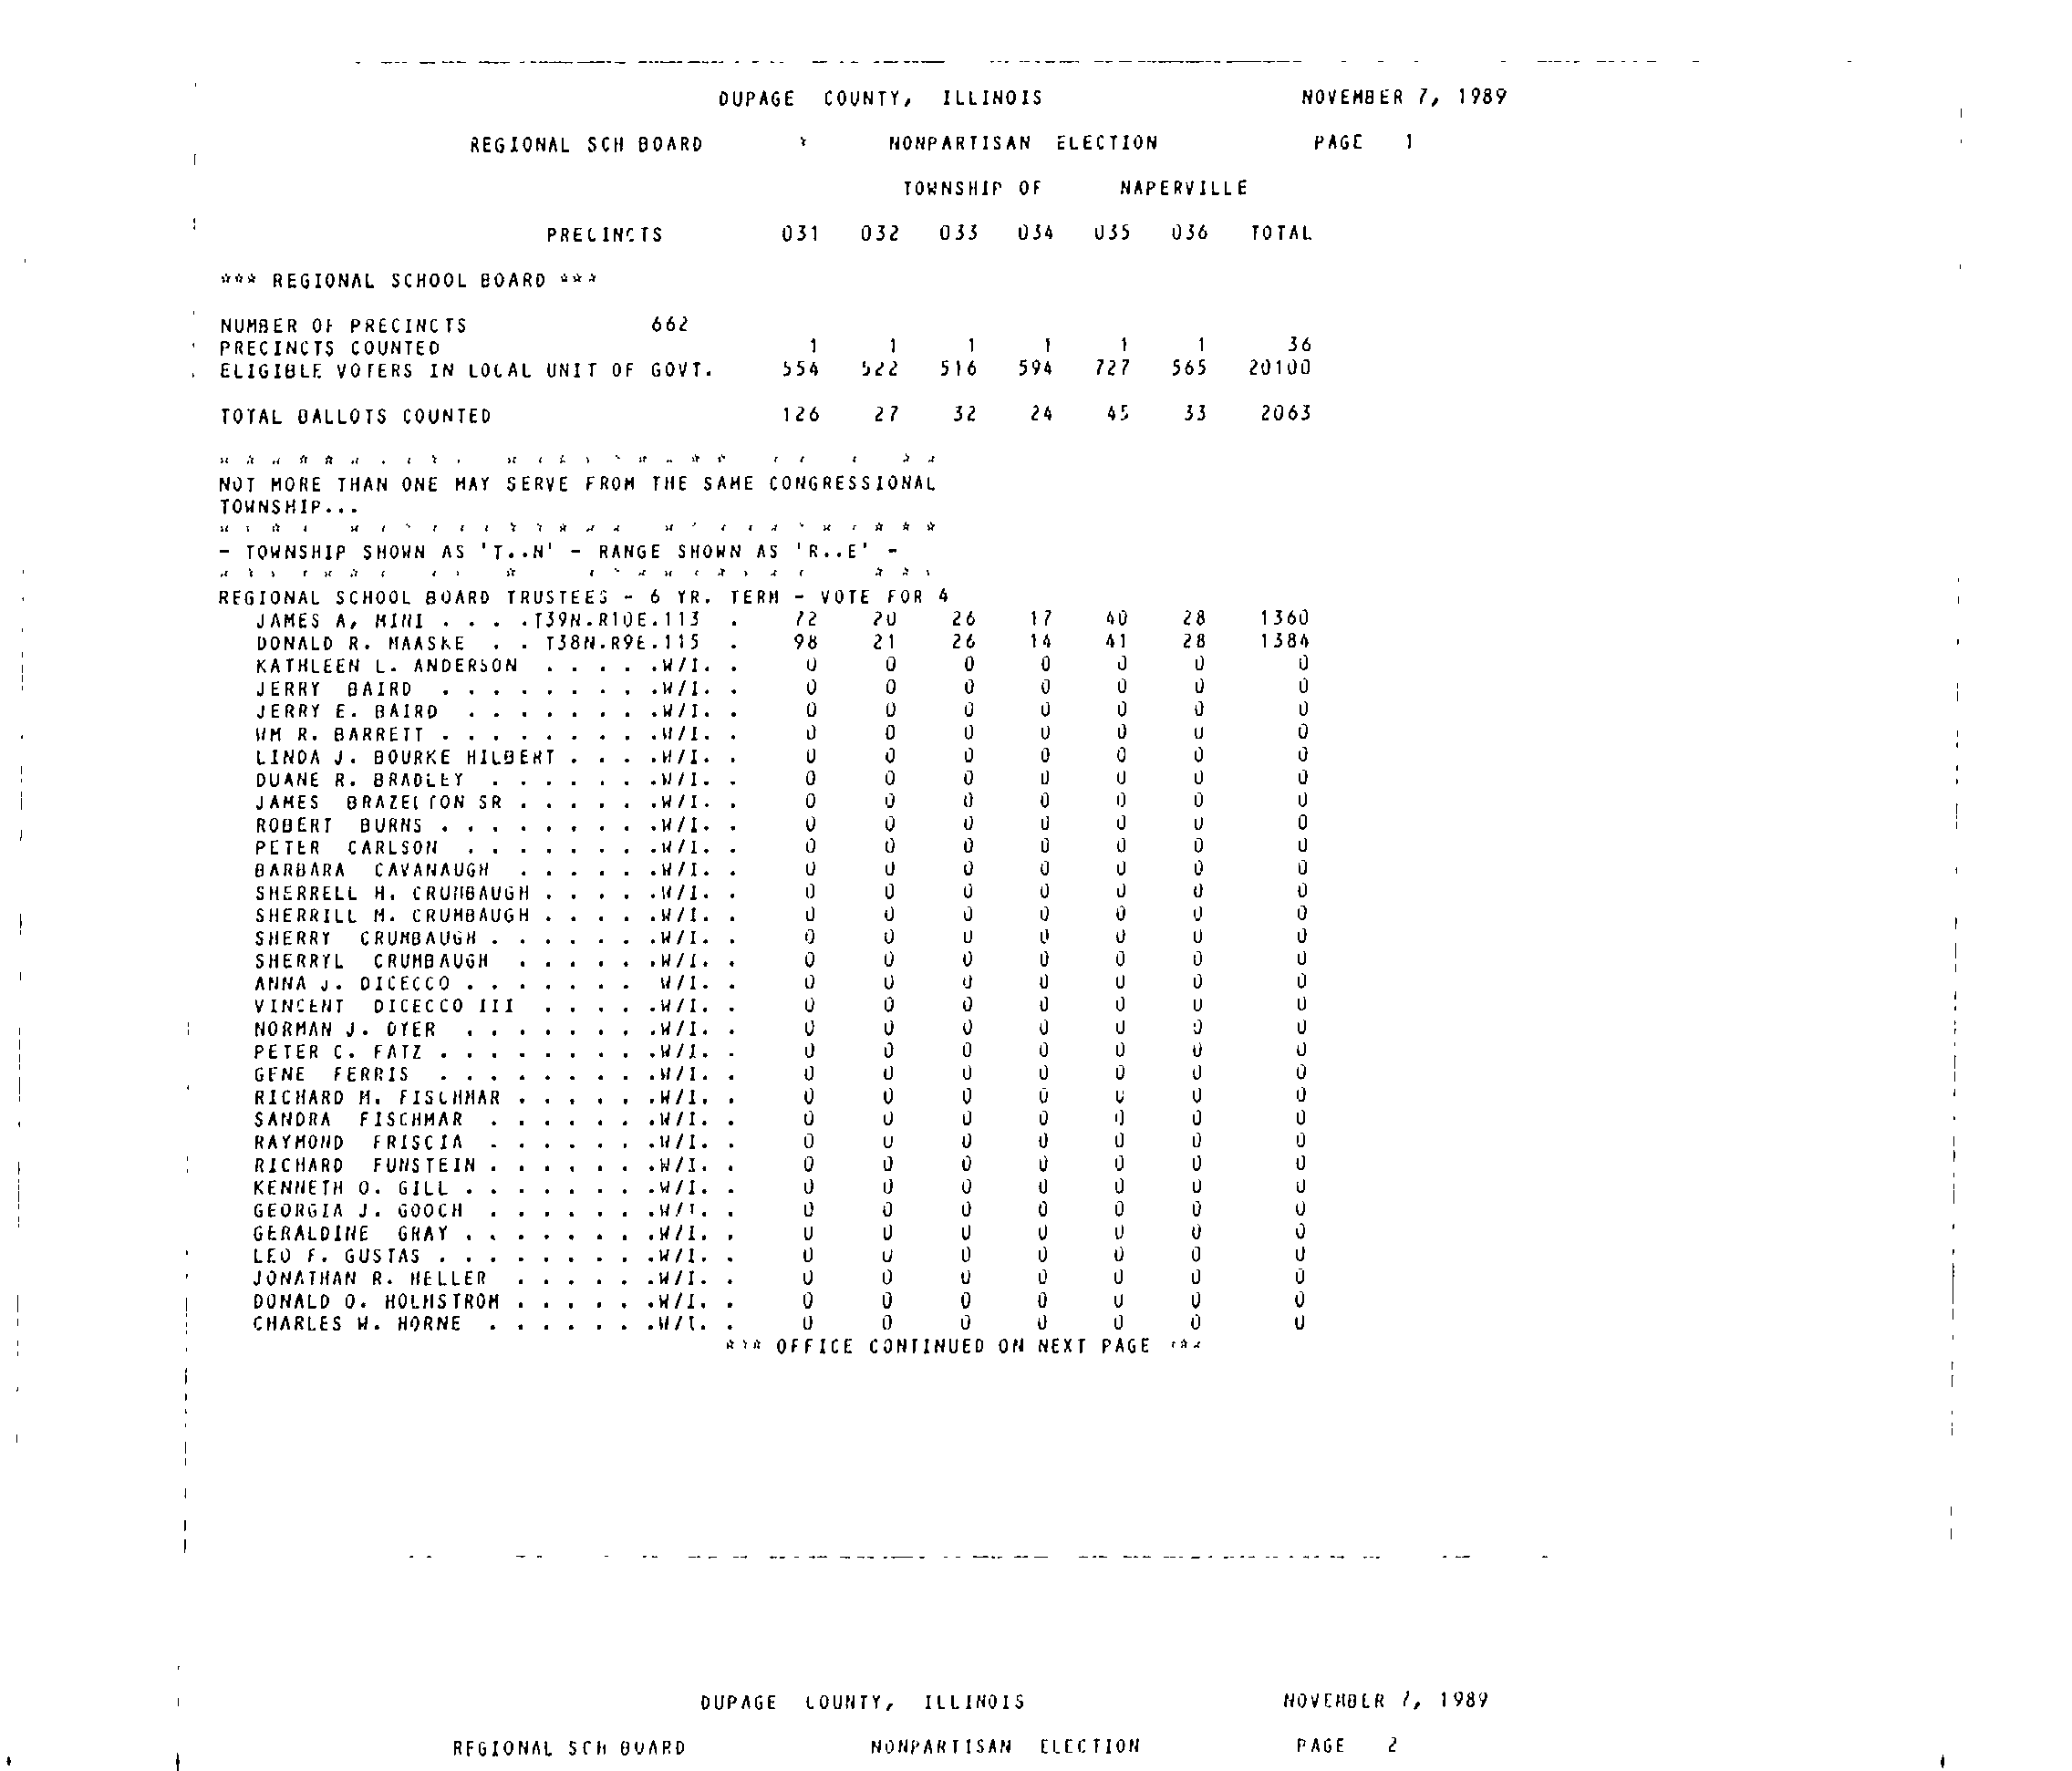 DUPAGE COUNTY, ILLINOIS NOVEMBER 7, 1989
REGIONAL SCH BOARD * NONPARTISAN ELECTION PAGE 1
TOWNSHIP OF NAPERVILLE
PRECINCTS 031 032 033 034 035 036 TOTAL
*** REGIONAL SCHOOL BOARD ***
NUMBER OF PRECINCTS 662
PRECINCTS COUNTED 1 1 1 1 1 1 36
ELIGIBLE VOTERS IN LOCAL UNIT OF GOVT. 554 522 516 594 727 565 20100
TOTAL BALLOTS COUNTED 126 27 32 24 45 33 2063
NOT MORE THAN ONE MAY SERVE FROM THE SAME CONGRESSIONAL
TOWNSHIP...
- TOWNSHIP SHOWN AS 'T..N' - RANGE SHOWN AS 'R..E' -
REGIONAL SCHOOL BOARD TRUSTEES - 6 YR. TERM - VOTE FOR 4
JAMES A, MINI . . . .T39N.R10E.113 . 72 20 26 17 40 28 1360
DONALD R. MAASKE . . T38N.R9E.115 . 98 21 26 14 41 28 1384
KATHLEEN L. ANDERSON . . . . .W/I. . 0 0 0 0 0 0 0
JERRY BAIRD . . . . . . . . .W/I. . 0 0 0 0 0 0 0
JERRY E. BAIRD . . . . . . . .W/I. . 0 0 0 0 0 0 0
WM R. BARRETT . . . . . . . . .W/I. . 0 0 0 0 0 0 0
LINDA J. BOURKE HILBERT . . . .W/I. . 0 0 0 0 0 0 0
DUANE R. BRADLEY . . . . . . .W/I. . 0 0 0 0 0 0 0
JAMES BRAZELTON SR . . . . . .W/I. . 0 0 0 0 0 0 0
ROBERT BURNS . . . . . . . . .W/I. . 0 0 0 0 0 0 0
PETER CARLSON . . . . . . . .W/I. . 0 0 0 0 0 0 0
BARBARA CAVANAUGH . . . . . .W/I. . 0 0 0 0 0 0 0
SHERRELL H. CRUMBAUGH . . . . .W/I. . 0 0 0 0 0 0 0
SHERRILL M. CRUMBAUGH . . . . .W/I. . 0 0 0 0 0 0 0
SHERRY CRUMBAUGH . . . . . . .W/I. . 0 0 0 0 0 0 0
SHERRYL CRUMBAUGH . . . . . .W/I. . 0 0 0 0 0 0 0
ANNA J. DICECCO . . . . . . . W/I. . 0 0 0 0 0 0 0
VINCENT DICECCO III . . . . .W/I. . 0 0 0 0 0 0 0
NORMAN J. DYER . . . . . . . .W/I. . 0 0 0 0 0 0 0
PETER C. FATZ . . . . . . . . .W/I. . 0 0 0 0 0 0 0
GENE FERRIS . . . . . . . . .W/I. . 0 0 0 0 0 0 0
RICHARD M. FISCHMAR . . . . . .W/I. . 0 0 0 0 0 0 0
SANDRA FISCHMAR . . . . . . .W/I. . 0 0 0 0 0 0 0
RAYMOND FRISCIA . . . . . . .W/I. . 0 0 0 0 0 0 0
RICHARD FUNSTEIN . . . . . . .W/I. . 0 0 0 0 0 0 0
KENNETH O. GILL . . . . . . . .W/I. . 0 0 0 0 0 0 0
GEORGIA J. GOOCH . . . . . . .W/I. . 0 0 0 0 0 0 0
GERALDINE GRAY . . . . . . . .W/I. . 0 0 0 0 0 0 0
LEO F. GUSTAS . . . . . . . . .W/I. . 0 0 0 0 0 0 0
JONATHAN R. HELLER . . . . . .W/I. . 0 0 0 0 0 0 0
DONALD O. HOLMSTROM . . . . . .W/I. . 0 0 0 0 0 0 0
CHARLES W. HORNE . . . . . . .W/I. . 0 0 0 0 0 0 0
*** OFFICE CONTINUED ON NEXT PAGE ***
DUPAGE COUNTY, ILLINOIS NOVEMBER 7, 1989
REGIONAL SCH BOARD NONPARTISAN ELECTION PAGE 2